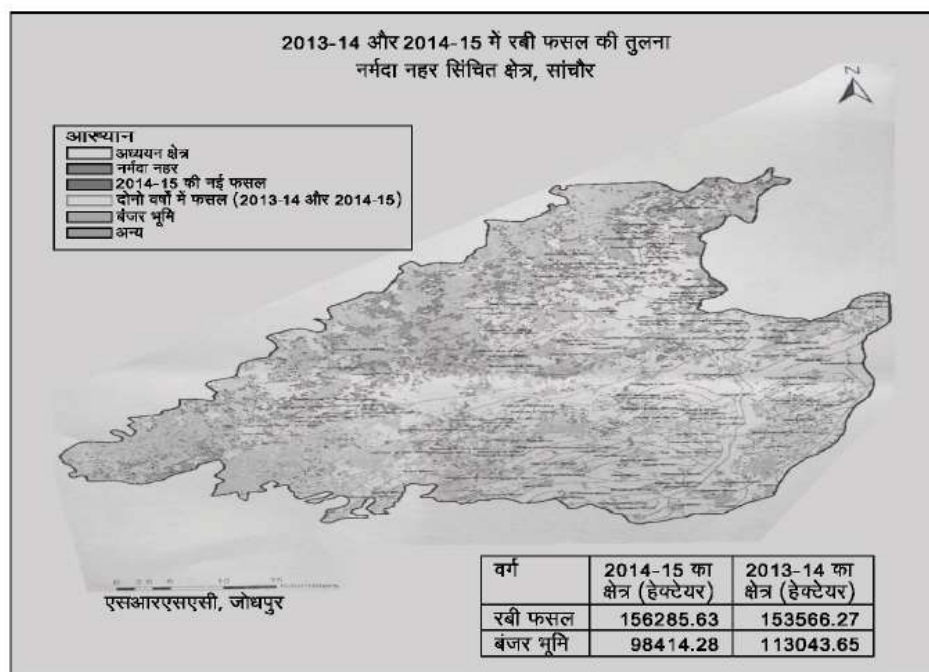 2013-14 और 2014-15 में रबी फसल की तुलना
नर्मदा नहर सिंचित क्षेत्र, सांचौर
N
आख्यान
अध्ययन क्षेत्र
नर्मदा नहर
2014-15 की नई फसल
दोनो वर्षो में फसल (2013-14 और 2014-15)
बंजर भूमि
अन्य
एसआरएसएसी, जोधपुर
वर्ग 2014-15 का क्षेत्र (हेक्टेयर) 2013-14 का क्षेत्र (हेक्टेयर)
रबी फसल 156285.63 153566.27
बंजर भूमि 98414.28 113043.65